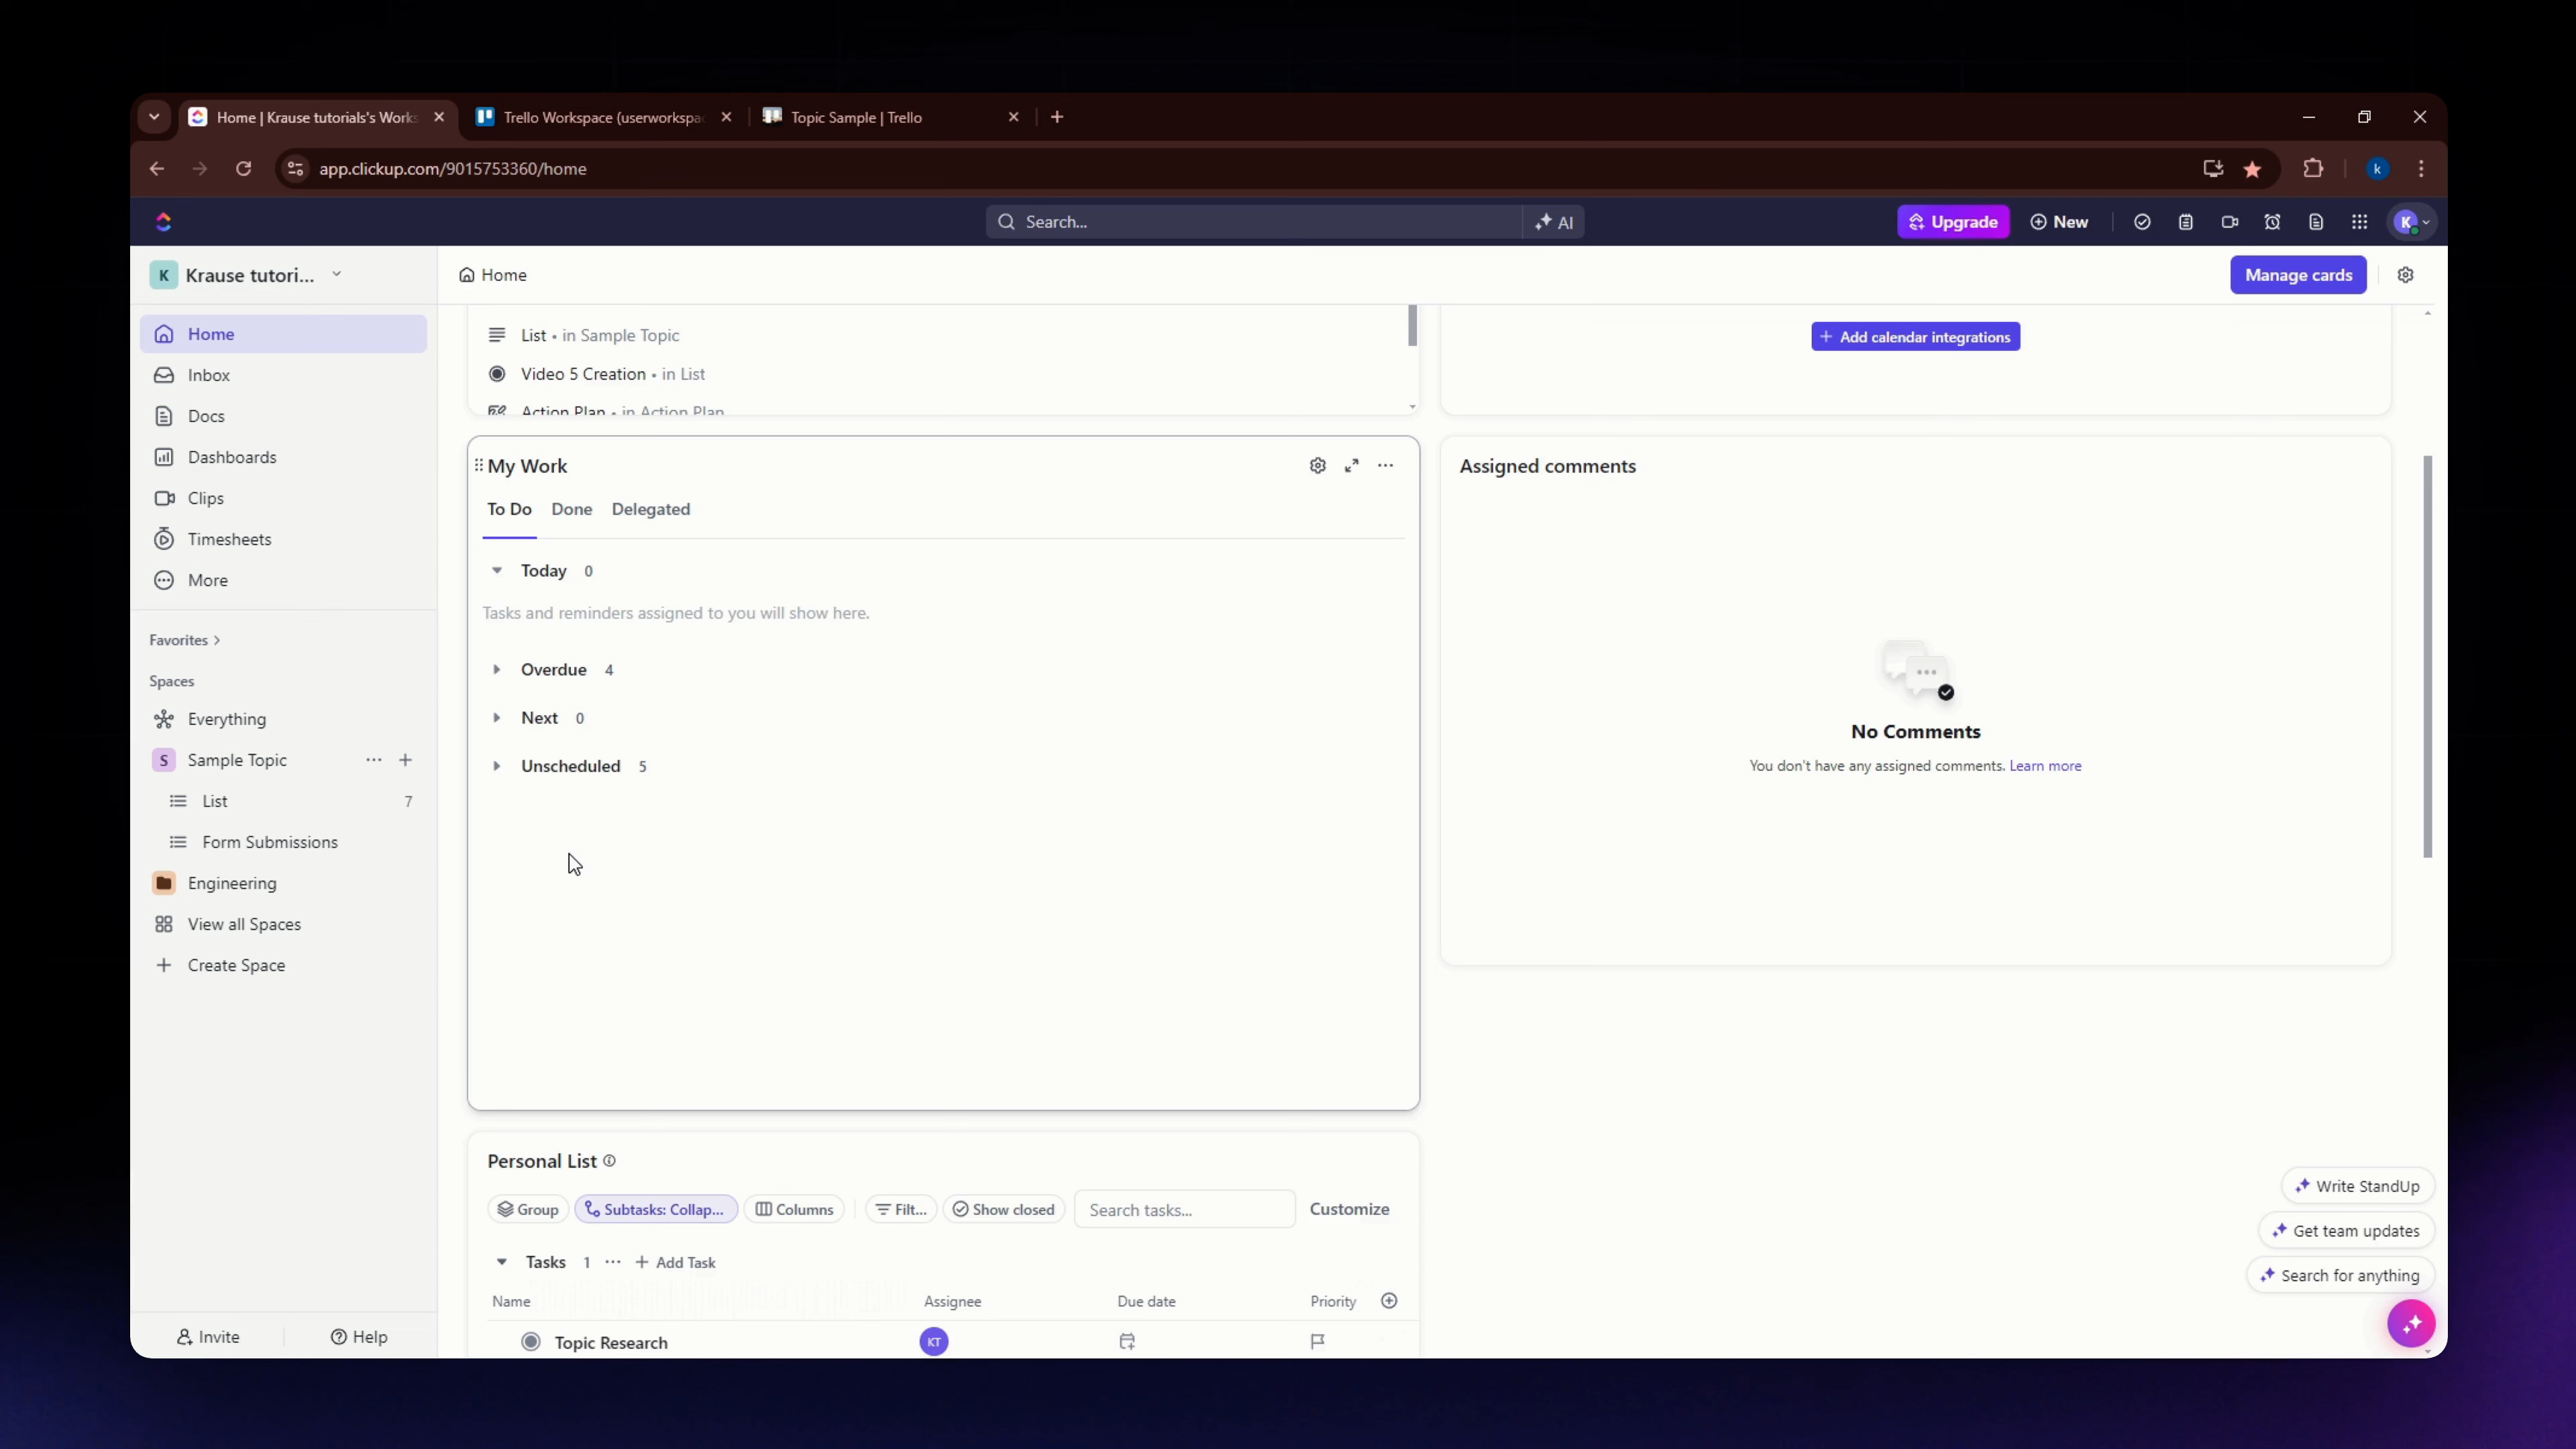 Home | Krause tutorials's Works
Trello Workspace (userworkspac
Topic Sample | Trello
app.clickup.com/9015753360/home
k
Search...
AI
Upgrade
New
K
K Krause tutori...
Home
Manage cards
Home
Inbox
Docs
Dashboards
Clips
Timesheets
More
Favorites
Spaces
Everything
S Sample Topic
List 7
Form Submissions
Engineering
View all Spaces
Create Space
Invite
Help
List • in Sample Topic
Video 5 Creation • in List
Action Plan • in Action Plan
Add calendar integrations
My Work
To Do Done Delegated
Today 0
Tasks and reminders assigned to you will show here.
Overdue 4
Next 0
Unscheduled 5
Assigned comments
No Comments
You don't have any assigned comments. Learn more
Personal List
Group Subtasks: Collap... Columns Filt... Show closed Search tasks... Customize
Tasks 1 Add Task
Name Assignee Due date Priority
Topic Research KT
Write StandUp
Get team updates
Search for anything